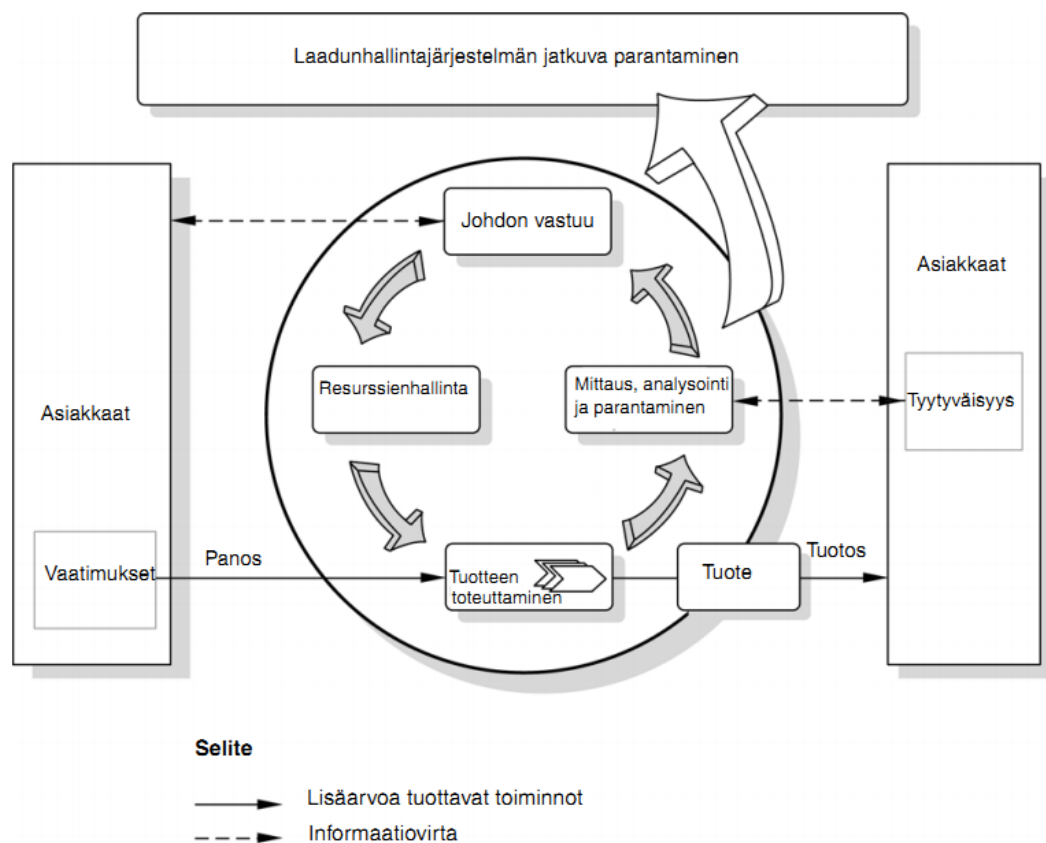 Laadunhallintajärjestelmän jatkuva parantaminen
Johdon vastuu
Asiakkaat
Resurssienhallinta
Mittaus, analysointi
ja parantaminen
Tyytyväisyys
Asiakkaat
Vaatimukset
Panos
Tuotteen
toteuttaminen
Tuote
Tuotos
Selite
Lisäarvoa tuottavat toiminnot
Informaatiovirta